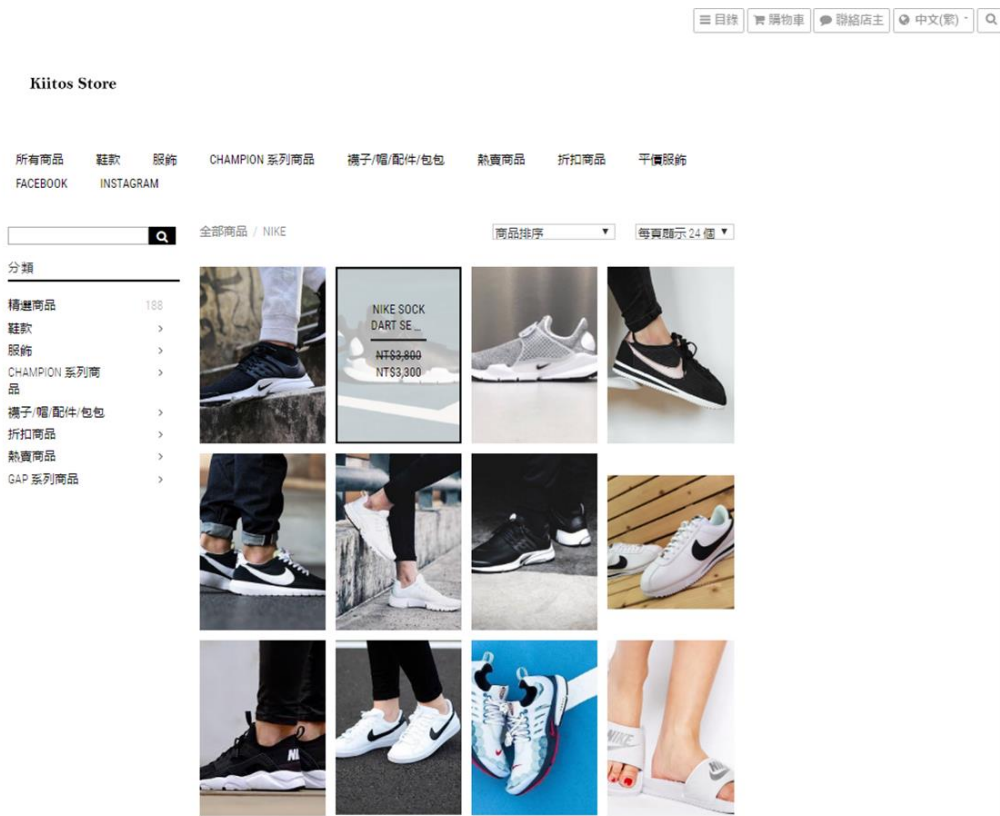 目錄
購物車
聯絡店主
中文(繁)
Kiitos Store
所有商品
鞋款
服飾
CHAMPION 系列商品
襪子/帽/配件/包包
熱賣商品
折扣商品
平價服飾
FACEBOOK
INSTAGRAM
全部商品 / NIKE
商品排序
每頁顯示 24 個
分類
精選商品 188
鞋款
服飾
CHAMPION 系列商
品
襪子/帽/配件/包包
折扣商品
熱賣商品
GAP 系列商品
NIKE SOCK
DART SE ...
NT$3,800
NT$3,300
NIKE